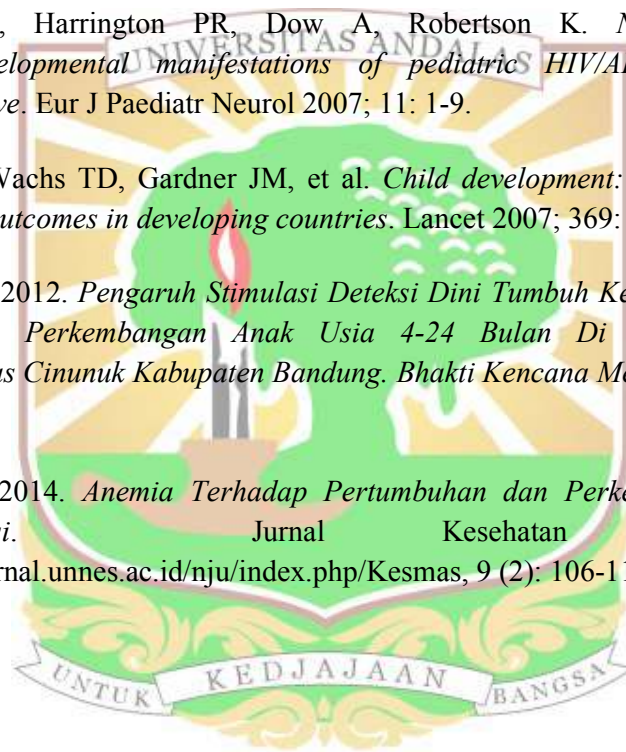 , Harrington PR, Dow A, Robertson K. M
UNIVERSITAS ANDALAS
elopmental manifestations of pediatric HIV/AI
ve. Eur J Paediatr Neurol 2007; 11: 1-9.
Wachs TD, Gardner JM, et al. Child development:
outcomes in developing countries. Lancet 2007; 369:
2012. Pengaruh Stimulasi Deteksi Dini Tumbuh Ke
Perkembangan Anak Usia 4-24 Bulan Di
as Cinunuk Kabupaten Bandung. Bhakti Kencana Me
2014. Anemia Terhadap Pertumbuhan dan Perke
i. Jurnal Kesehatan
rnal.unnes.ac.id/nju/index.php/Kesmas, 9 (2): 106-11
UNTUK KEDJAJAAN BANGSA